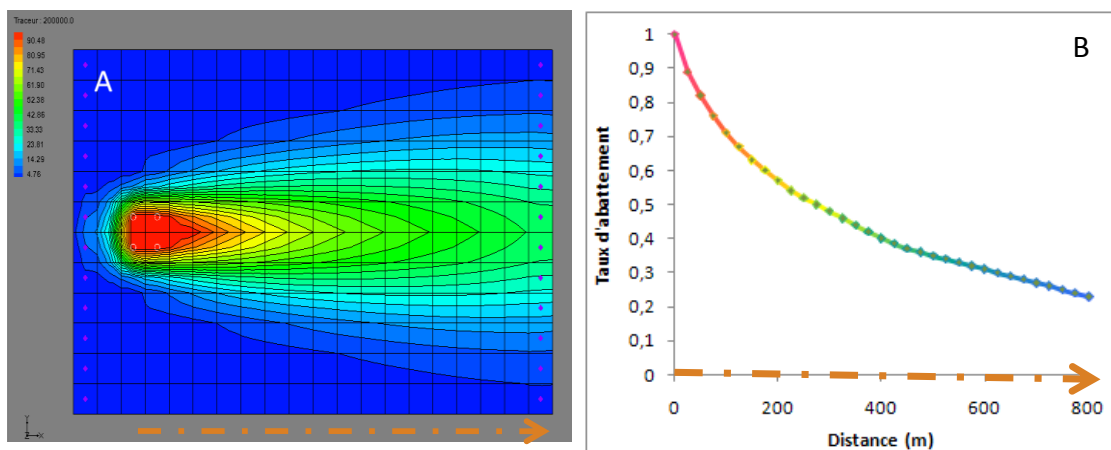 Traceur : 200000.0
90.48
80.95
71.43
61.90
52.38
42.86
33.33
23.81
14.29
4.76
A
Y
Z X
B
1
0,9
0,8
0,7
0,6
0,5
0,4
0,3
0,2
0,1
0
Taux d'abattement
0 200 400 600 800
Distance (m)